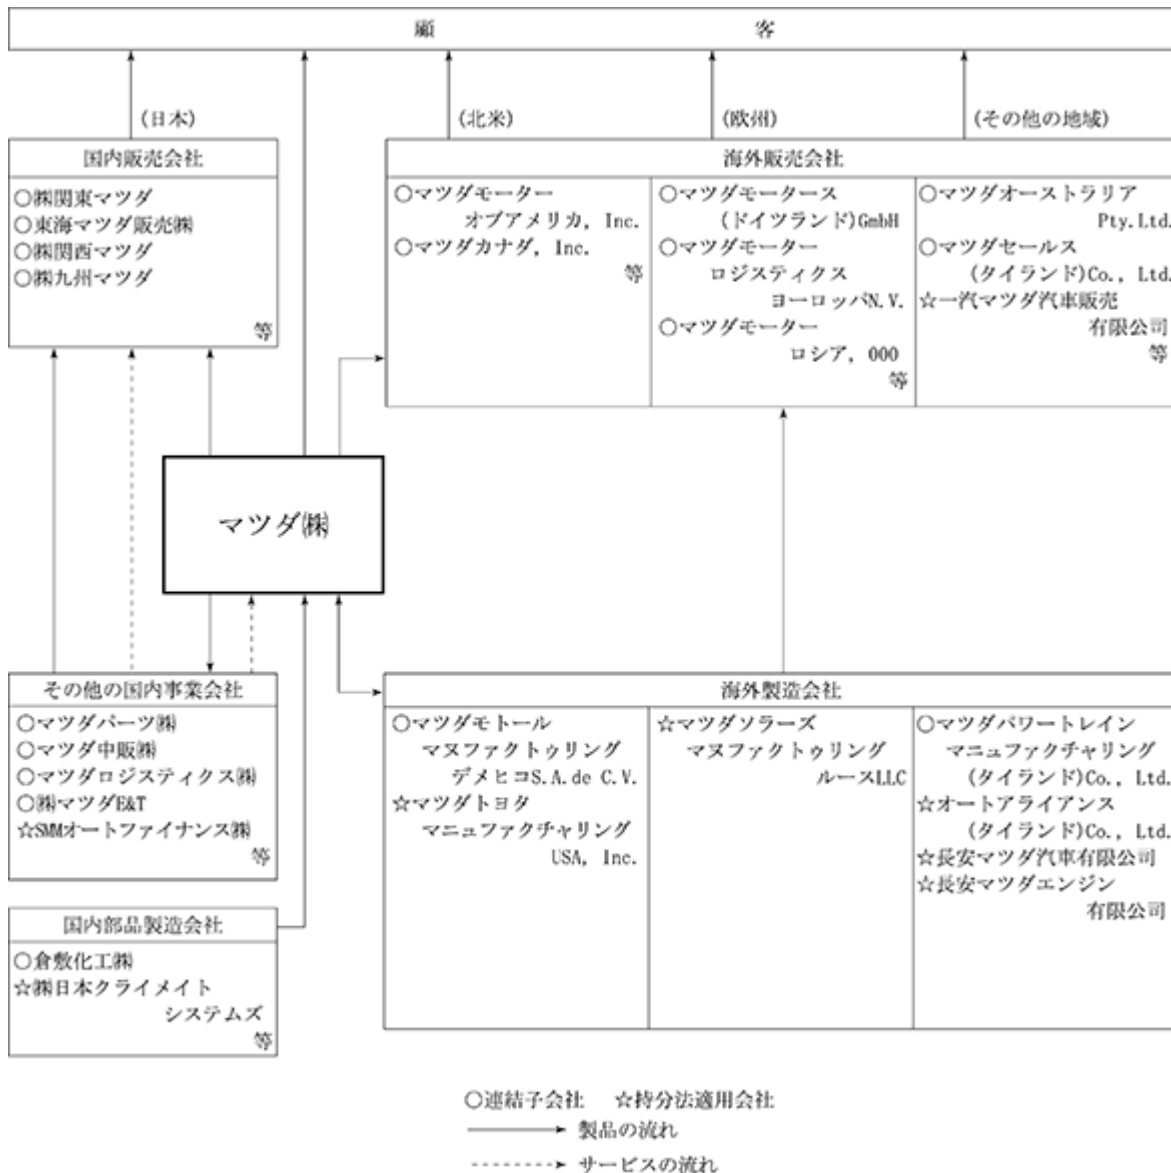 顧客
(日本)
(北米)
(欧州)
(その他の地域)
国内販売会社
○㈱関東マツダ
○東海マツダ販売㈱
○㈱関西マツダ
○㈱九州マツダ
等
海外販売会社
○マツダモーター
オブアメリカ, Inc.
○マツダカナダ, Inc.
等
○マツダモータース
(ドイツランド)GmbH
○マツダモーター
ロジスティクス
ヨーロッパN.V.
○マツダモーター
ロシア, 000
等
○マツダオーストラリア
Pty.Ltd.
○マツダセールス
(タイランド)Co., Ltd.
☆一汽マツダ汽車販売
有限公司
等
マツダ㈱
その他の国内事業会社
○マツダパーツ㈱
○マツダ中販㈱
○マツダロジスティクス㈱
○㈱マツダE&T
☆SMMオートファイナンス㈱
等
国内部品製造会社
○倉敷化工㈱
☆㈱日本クライメイト
システムズ
等
海外製造会社
○マツダモトール
マヌファクトゥリング
デメヒコS.A.de C.V.
☆マツダトヨタ
マニュファクチャリング
USA, Inc.
☆マツダソラーズ
マヌファクトゥリング
ルースLLC
○マツダパワートレイン
マニュファクチャリング
(タイランド)Co., Ltd.
☆オートアライアンス
(タイランド)Co., Ltd.
☆長安マツダ汽車有限公司
☆長安マツダエンジン
有限公司
○連結子会社 ☆持分法適用会社
製品の流れ
サービスの流れ